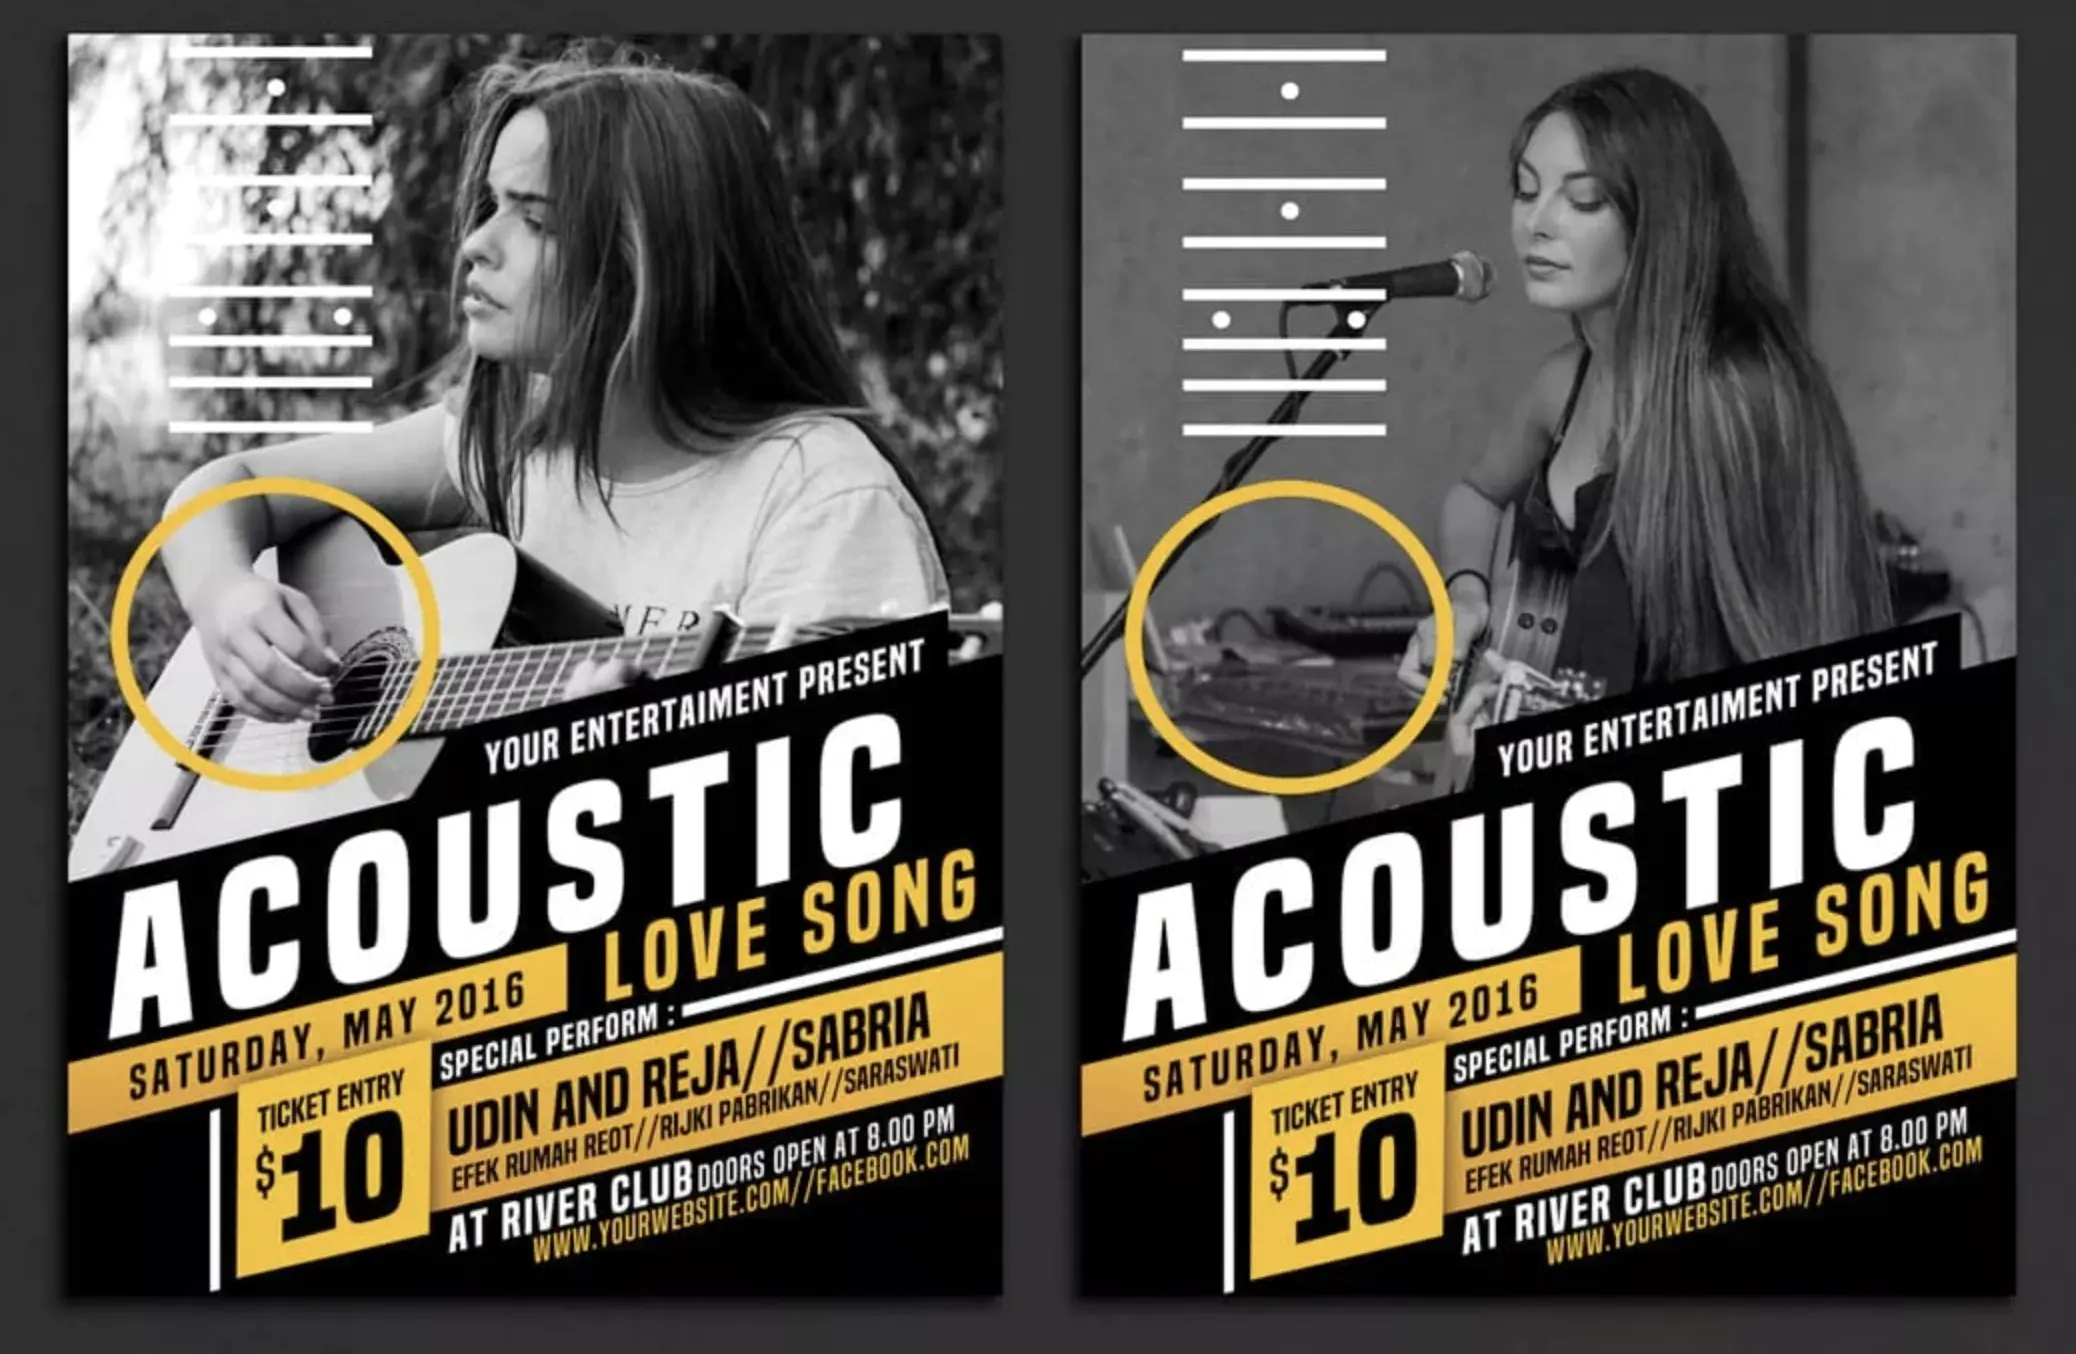 MER
YOUR ENTERTAIMENT PRESENT
ACOUSTIC
LOVE SONG
SATURDAY, MAY 2016
SPECIAL PERFORM :
UDIN AND REJA//SABRIA
EFEK RUMAH REOT//RIJKI PABRIKAN//SARASWATI
TICKET ENTRY
$10
AT RIVER CLUB DOORS OPEN AT 8.00 PM
WWW.YOURWEBSITE.COM//FACEBOOK.COM
YOUR ENTERTAIMENT PRESENT
ACOUSTIC
LOVE SONG
SATURDAY, MAY 2016
SPECIAL PERFORM :
UDIN AND REJA//SABRIA
EFEK RUMAH REOT//RIJKI PABRIKAN//SARASWATI
TICKET ENTRY
$10
AT RIVER CLUB DOORS OPEN AT 8.00 PM
WWW.YOURWEBSITE.COM//FACEBOOK.COM